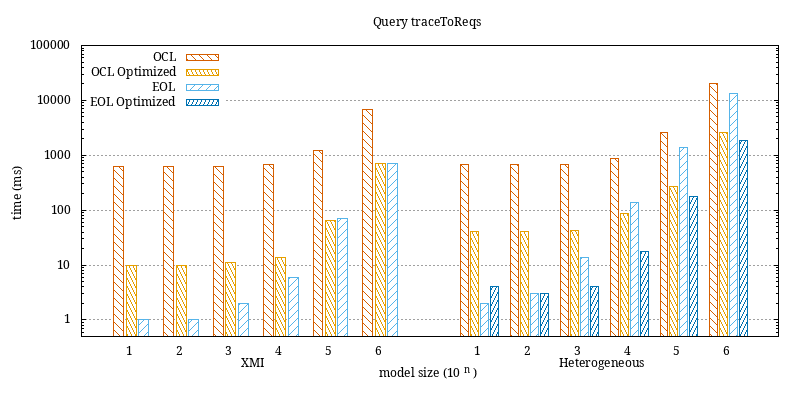 Query traceToReqs
100000
10000
1000
100
10
1
time (ms)
OCL
OCL Optimized
EOL
EOL Optimized
1 2 3 4 5 6 1 2 3 4 5 6
XMI Heterogeneous
model size (10 n )